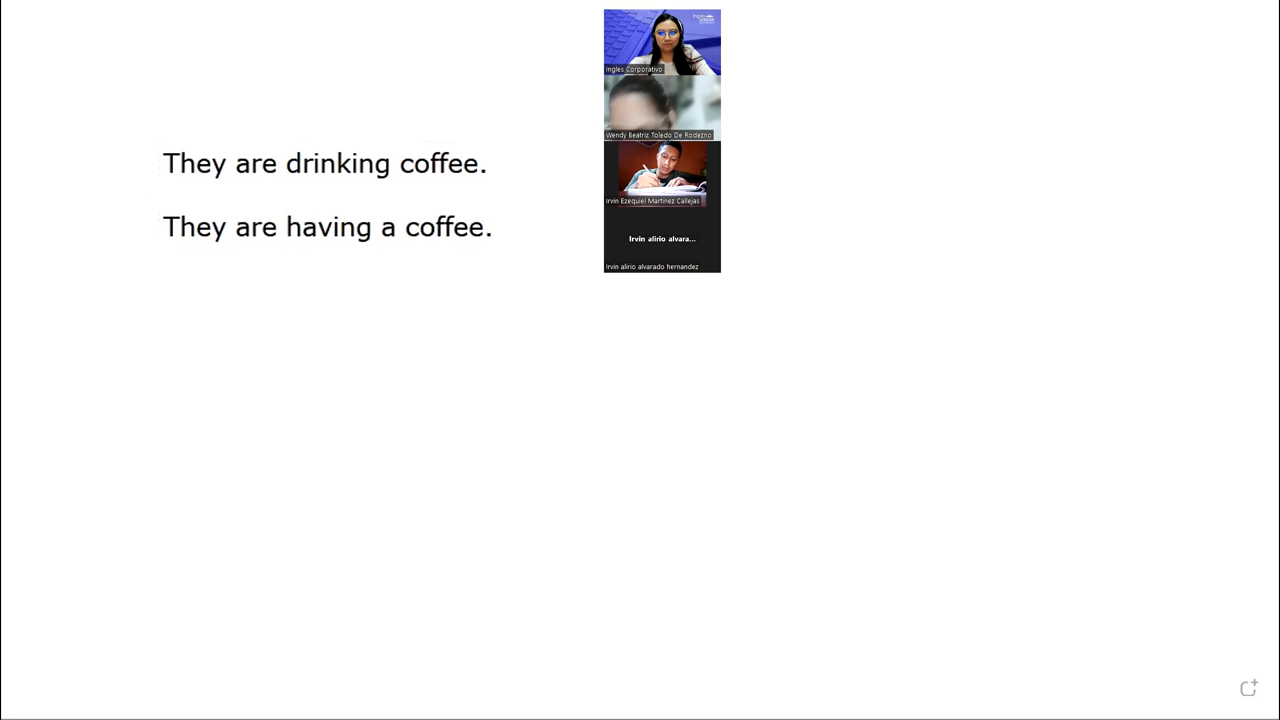 Ingles Corporativo
Wendy Beatriz Toledo De Rodezno
They are drinking coffee.
Irvin Ezequiel Martinez Callejas
They are having a coffee.
Irvin alirio alvara...
Irvin alirio alvarado hernandez